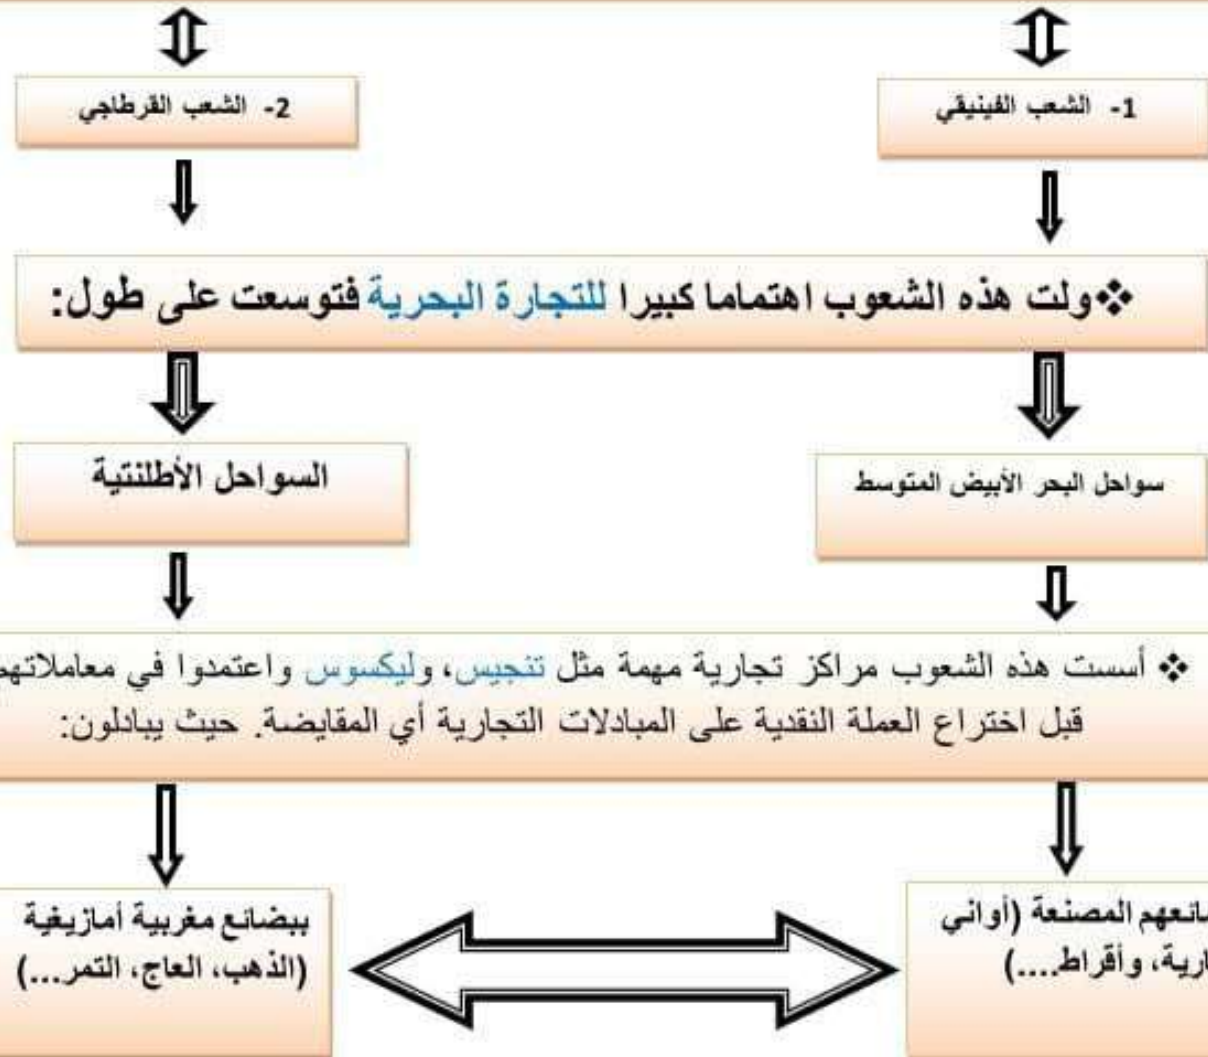 1- الشعب الفينيقي
2- الشعب القرطاجي
ولت هذه الشعوب اهتماما كبيرا للتجارة البحرية فتوسعت على طول:
سواحل البحر الأبيض المتوسط
السواحل الأطلنتية
أسست هذه الشعوب مراكز تجارية مهمة مثل تنجيس، وليكسوس واعتمدوا في معاملاتهم
قبل اختراع العملة النقدية على المبادلات التجارية أي المقايضة. حيث يبادلون:
المصنعة (أواني
وأقراط....)
ببضائع مغربية أمازيغية
(الذهب، العاج، التمر...)